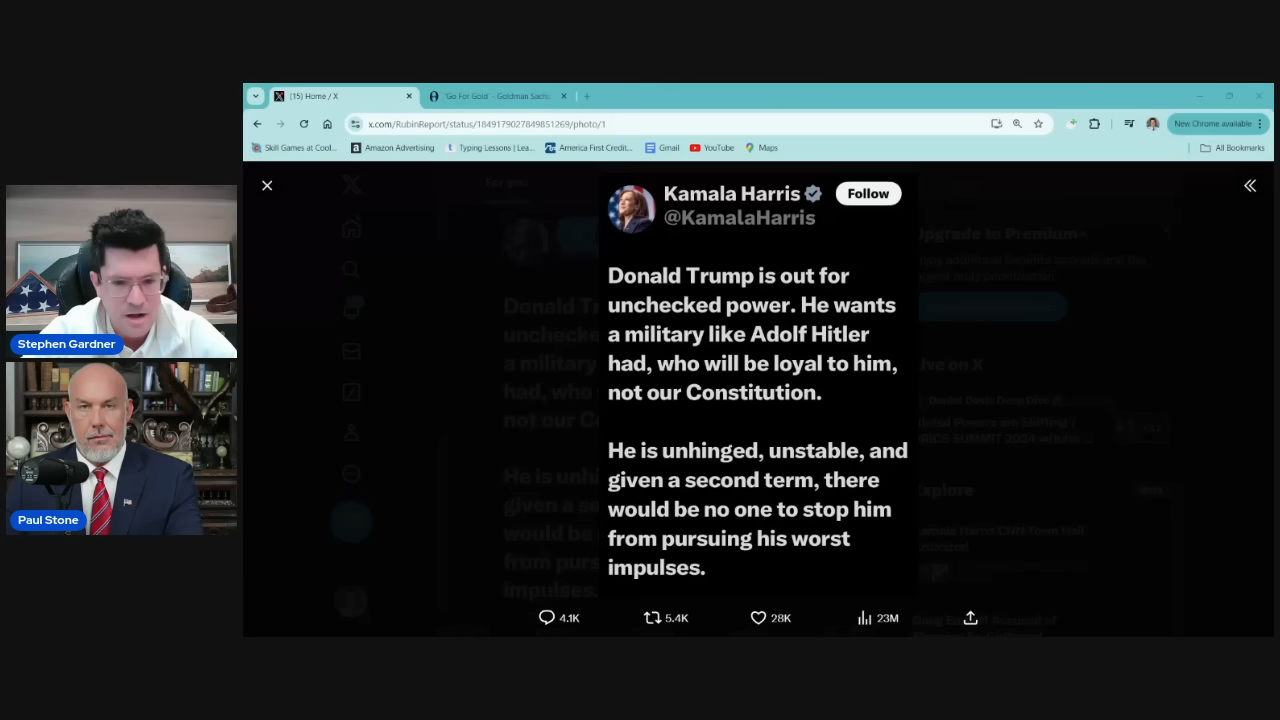 (15) Home / X
'Go For Gold' - Goldman Sachs
x.com/RubinReport/status/1849179027849851269/photo/1
New Chrome available
Skill Games at Cool...
Amazon Advertising
Typing Lessons | Lea...
America First Credit...
Gmail
YouTube
Maps
All Bookmarks
Kamala Harris
Follow
@KamalaHarris
Donald Trump is out for
unchecked power. He wants
a military like Adolf Hitler
had, who will be loyal to him,
not our Constitution.
He is unhinged, unstable, and
given a second term, there
would be no one to stop him
from pursuing his worst
impulses.
4.1K
5.4K
28K
23M
Stephen Gardner
Paul Stone